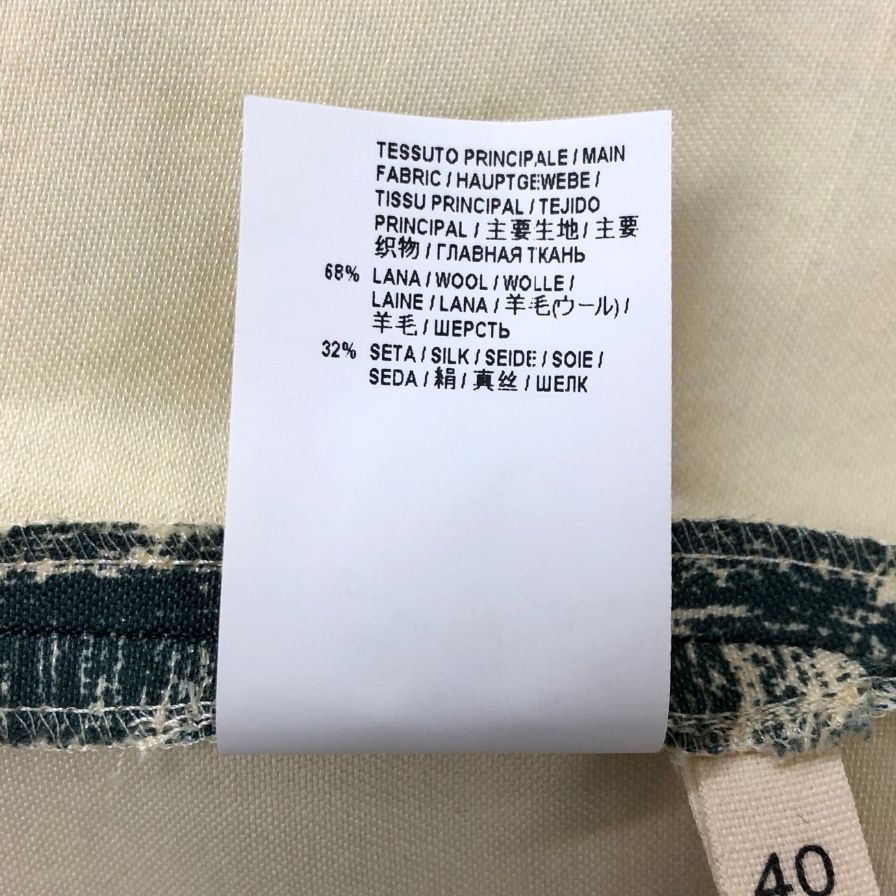 TESSUTO PRINCIPALE / MAIN
FABRIC / HAUPTGEWEBE /
TISSU PRINCIPAL / TEJIDO
PRINCIPAL / 主要生地 / 主要
织物 / ГЛАВНАЯ ТКАНЬ
68% LANA / WOOL / WOLLE /
LAINE / LANA / 羊毛(ウール) /
羊毛 / ШЕРСТЬ
32% SETA / SILK / SEIDE / SOIE /
SEDA / 絹 / 真丝 / ШЕЛК
40